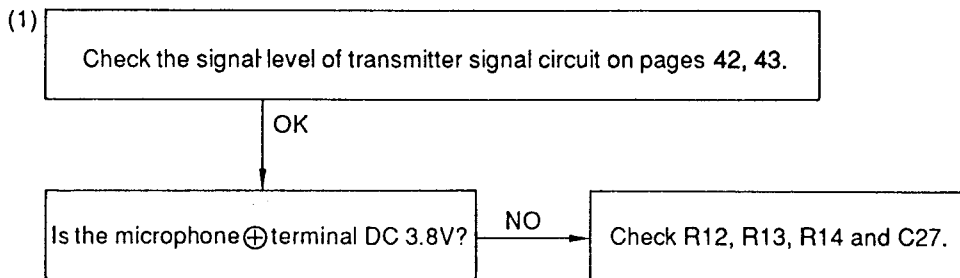 (1)
Check the signal level of transmitter signal circuit on pages 42, 43.
OK
Is the microphone ⊕ terminal DC 3.8V?
NO
Check R12, R13, R14 and C27.